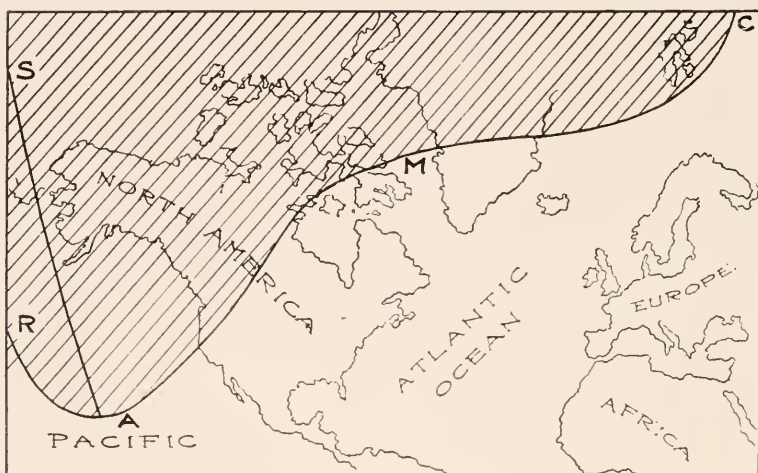 C
S
M
NORTH AMERICA
R
ATLANTIC
OCEAN
EUROPE.
A
AFRICA
PACIFIC